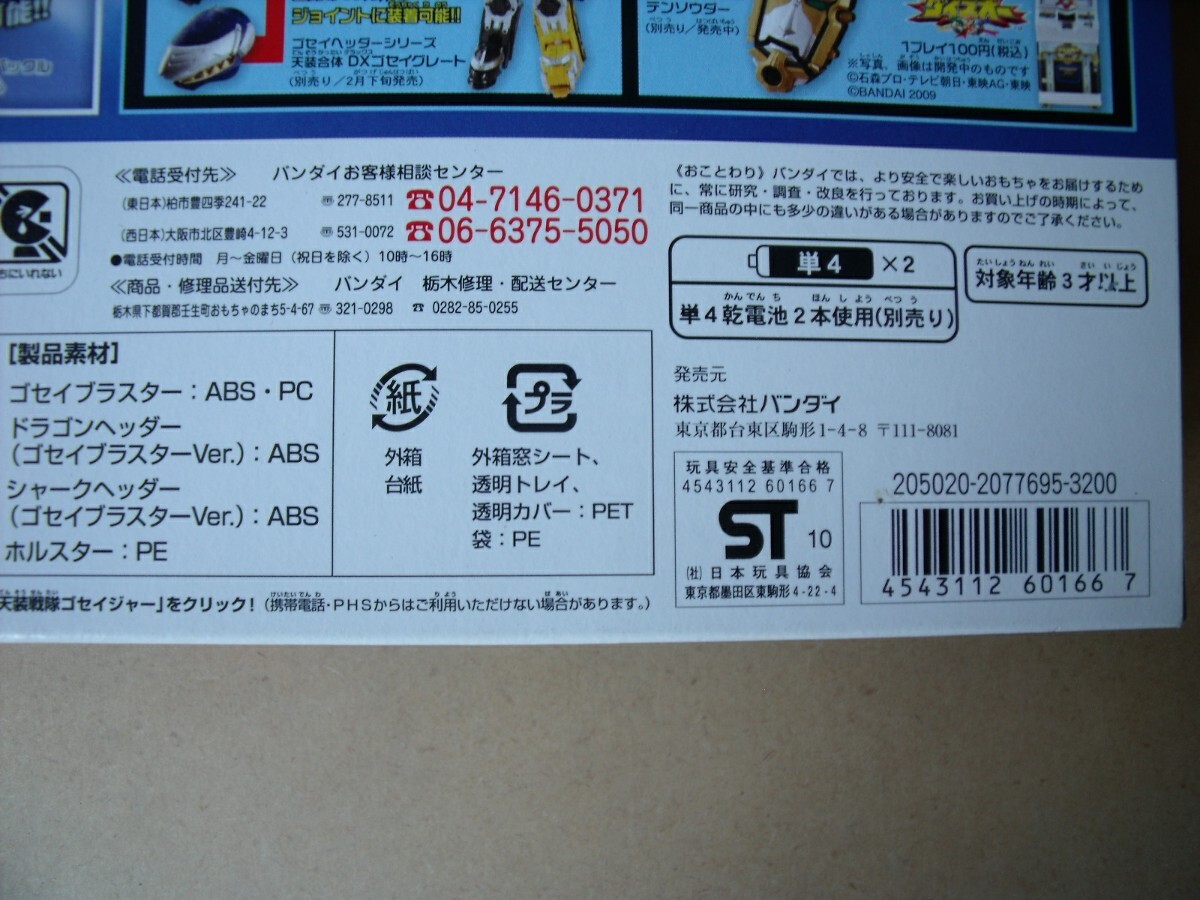 可能!!
バックル
ジョイントに装着可能!!
ゴセイヘッダーシリーズ
天装合体 DXゴセイグレート
(別売り/2月下旬発売)
テンソウダー
(別売り/発売中)
ダイスオー
1プレイ100円(税込)
※写真、画像は開発中のものです
©石森プロ・テレビ朝日・東映AG・東映
©BANDAI 2009
ちにいれない
≪電話受付先≫ バンダイお客様相談センター
(東日本)柏市豊四季241-22 〠277-8511 ☎04-7146-0371
(西日本)大阪市北区豊崎4-12-3 〠531-0072 ☎06-6375-5050
●電話受付時間 月〜金曜日(祝日を除く)10時〜16時
≪商品・修理品送付先≫ バンダイ 栃木修理・配送センター
栃木県下都賀郡壬生町おもちゃのまち5-4-67 〠321-0298 ☎0282-85-0255
《おことわり》バンダイでは、より安全で楽しいおもちゃをお届けするため
に、常に研究・調査・改良を行っております。お買い上げの時期によって、
同一商品の中にも多少の違いがある場合がありますのでご了承ください。
単4 ×2
単4乾電池2本使用(別売り)
対象年齢3才以上
[製品素材]
ゴセイブラスター:ABS・PC
ドラゴンヘッダー
(ゴセイブラスターVer.):ABS
シャークヘッダー
(ゴセイブラスターVer.):ABS
ホルスター:PE
紙
外箱
台紙
プラ
外箱窓シート、
透明トレイ、
透明カバー:PET
袋:PE
発売元
株式会社バンダイ
東京都台東区駒形1-4-8 〒111-8081
玩具安全基準合格
4543112 60166 7
ST 10
(社)日本玩具協会
東京都墨田区東駒形4-22-4
205020-2077695-3200
4543112 601667
天装戦隊ゴセイジャー」をクリック!(携帯電話・PHSからはご利用いただけない場合があります。)